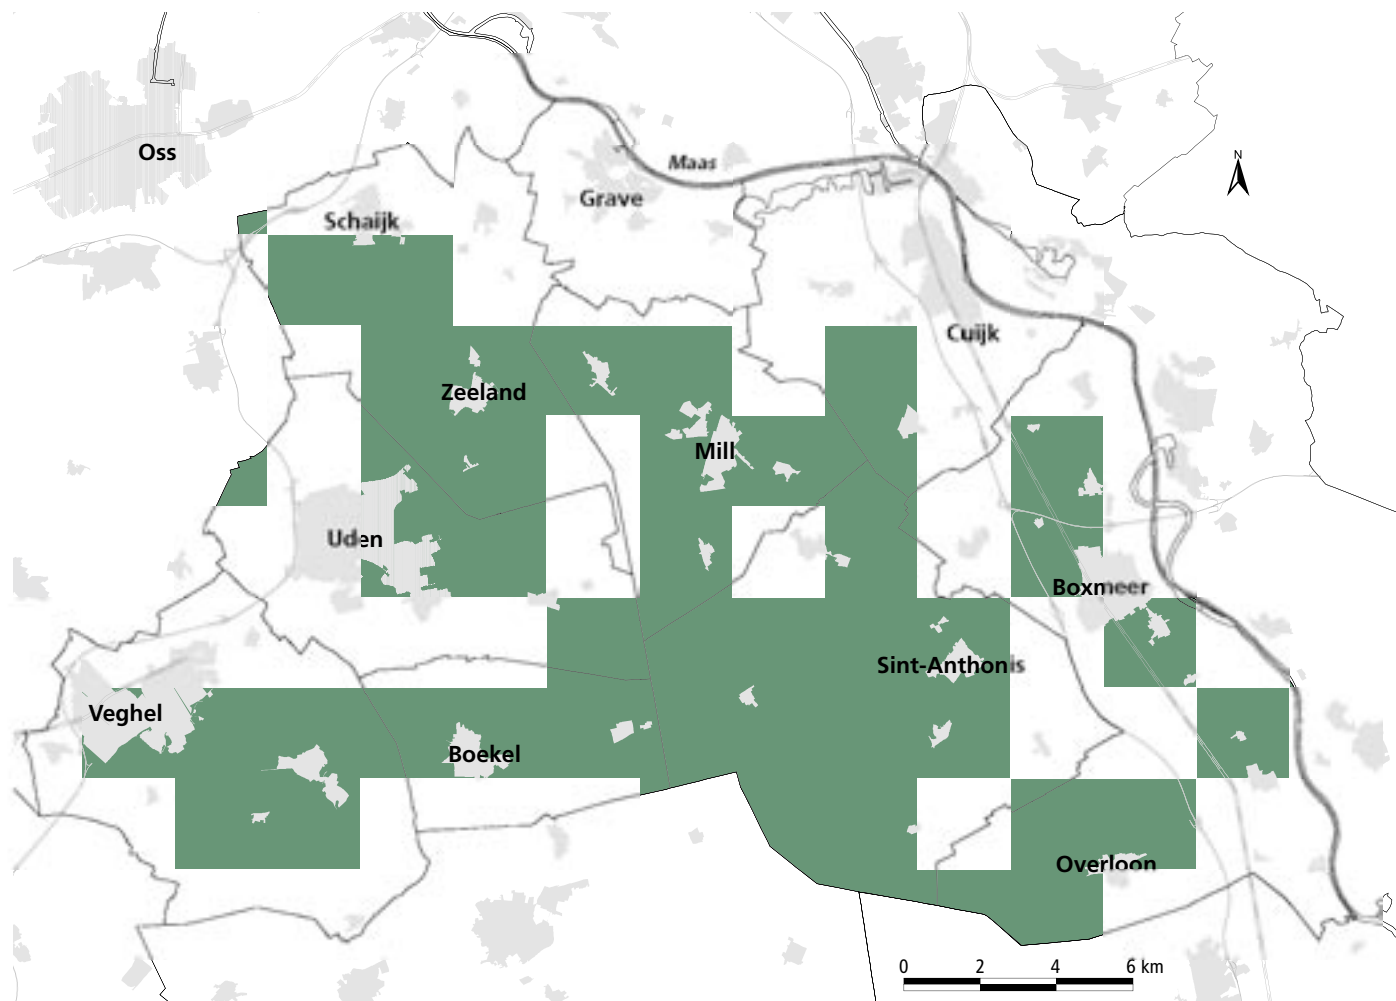 Oss
Maas
N
Grave
Schaijk
Cuijk
Zeeland
Mill
Uden
Boxmeer
Sint-Anthonis
Veghel
Boekel
Overloon
0 2 4 6 km